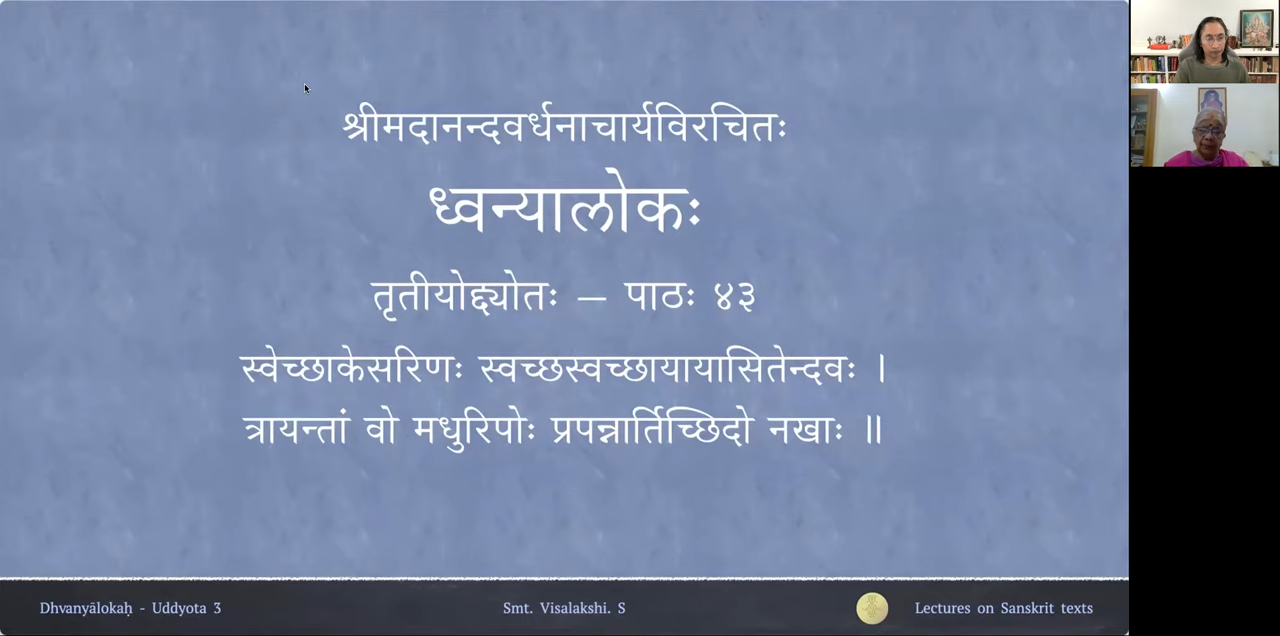 श्रीमदानन्दवर्धनाचार्यविरचितः
ध्वन्यालोकः
तृतीयोद्द्योतः – पाठः ४३
स्वेच्छाकेसरिणः स्वच्छस्वच्छायायासितेन्दवः ।
त्रायन्तां वो मधुरिपोः प्रपन्नार्तिच्छिदो नखाः ॥
Dhvanyālokaḥ - Uddyota 3
Smt. Visalakshi. S
Lectures on Sanskrit texts